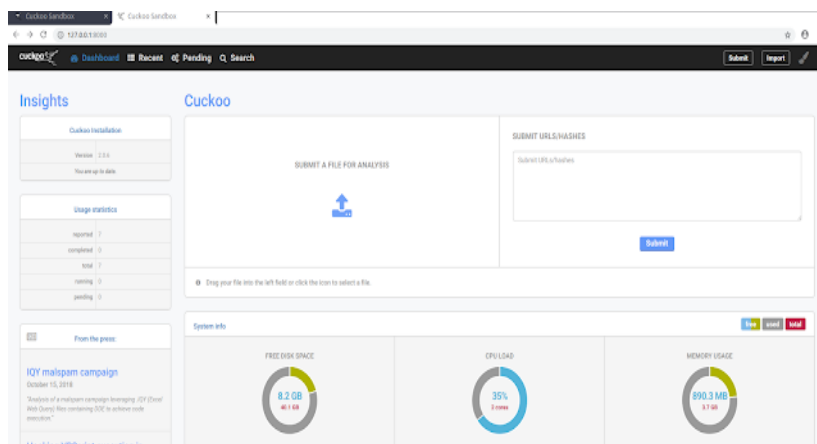 Cuckoo Sandbox × Cuckoo Sandbox ×
127.0.0.1:8000
cuckoo Dashboard Recent Pending Search Submit Import
Insights
Cuckoo Installation
Version 2.0.6
You are up to date.
Usage statistics
reported 7
completed 0
total 7
running 0
pending 0
From the press:
IQY malspam campaign
October 15, 2018
"Analysis of a malspam campaign leveraging .IQY (Excel
Web Query) files containing DDE to achieve code
execution."
Cuckoo
SUBMIT A FILE FOR ANALYSIS
SUBMIT URLS/HASHES
Submit URLs/hashes
Submit
Drag your file into the left field or click the icon to select a file.
System info
free used total
FREE DISK SPACE
8.2 GB
40.1 GB
CPU LOAD
35%
2 cores
MEMORY USAGE
890.3 MB
3.7 GB